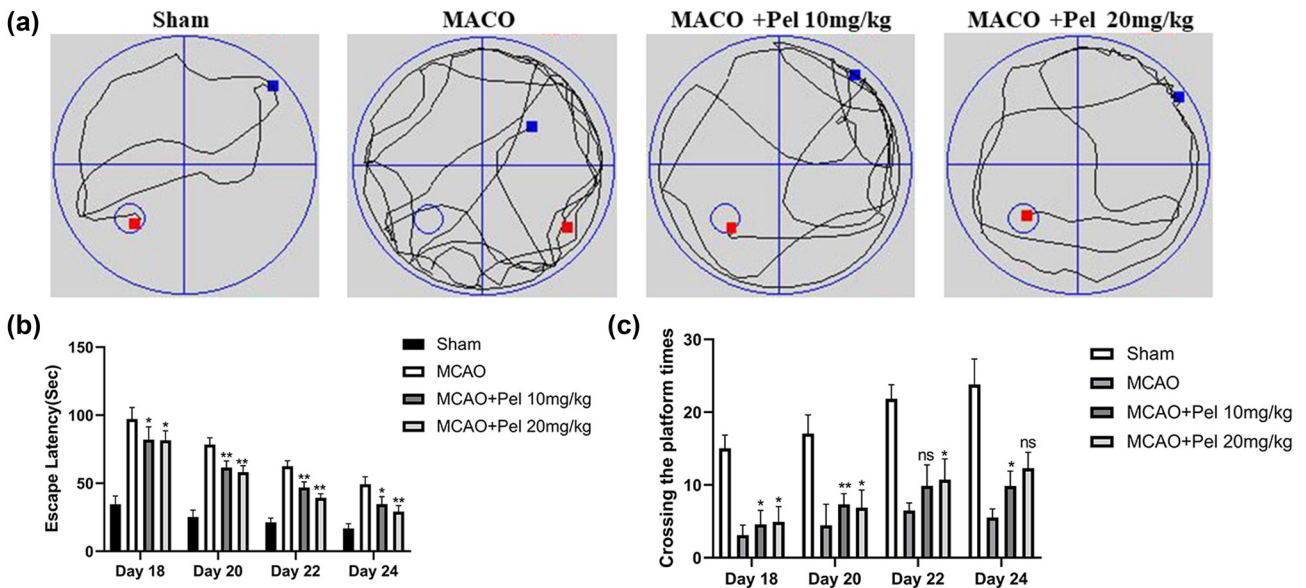 (a)
Sham
MACO
MACO +Pel 10mg/kg
MACO +Pel 20mg/kg
(b)
Escape Latency(Sec)
150
100
50
0
* *
** **
** **
* **
Day 18
Day 20
Day 22
Day 24
Sham
MCAO
MCAO+Pel 10mg/kg
MCAO+Pel 20mg/kg
(c)
Crossing the platform times
30
20
10
0
* *
** *
ns *
* ns
Day 18
Day 20
Day 22
Day 24
Sham
MCAO
MCAO+Pel 10mg/kg
MCAO+Pel 20mg/kg